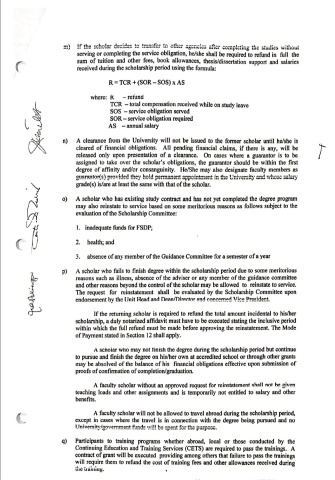 m) If the scholar decides to transfer to other agencies after completing the studies without
serving or completing the service obligation, he/she shall be required to refund in full the
sum of tuition and other fees, book allowances, thesis/dissertation support and salaries
received during the scholarship period using the formula:
R = TCR + (SOR – SOS) x AS
where: R – refund
TCR – total compensation received while on study leave
SOS – service obligation served
SOR – service obligation required
AS – annual salary
n) A clearance from the University will not be issued to the former scholar until he/she is
cleared of financial obligations. All pending financial claims, if there is any, will be
released only upon presentation of a clearance. On cases where a guarantor is to be
assigned to take over the scholar's obligations, the guarantor should be within the first
degree of affinity and/or consanguinity. He/She may also designate faculty members as
guarantor(s) provided they hold permanent appointment in the University and whose salary
grade(s) is/are at least the same with that of the scholar.
o) A scholar who has existing study contract and has not yet completed the degree program
may also reinstate to service based on some meritorious reasons as follows subject to the
evaluation of the Scholarship Committee:
1. inadequate funds for FSDP;
2. health; and
3. absence of any member of the Guidance Committee for a semester of a year
p) A scholar who fails to finish degree within the scholarship period due to some meritorious
reasons such as illness, absence of the adviser or any member of the guidance committee
and other reasons beyond the control of the scholar may be allowed to reinstate to service.
The request for reinstatement shall be evaluated by the Scholarship Committee upon
endorsement by the Unit Head and Dean/Director and concerned Vice President.
If the returning scholar is required to refund the total amount incidental to his/her
scholarship, a duly notarized affidavit must have to be executed stating the inclusive period
within which the full refund must be made before approving the reinstatement. The Mode
of Payment stated in Section 12 shall apply.
A scholar who may not finish the degree during the scholarship period but continue
to pursue and finish the degree on his/her own at accredited school or through other grants
may be absolved of the balance of his financial obligations effective upon submission of
proofs of confirmation of completion/graduation.
A faculty scholar without an approved request for reinstatement shall not be given
teaching loads and other assignments and is temporarily not entitled to salary and other
benefits.
A faculty scholar will not be allowed to travel abroad during the scholarship period,
except in cases where the travel is in connection with the degree being pursued and no
University/government funds will be spent for the purpose.
q) Participants to training programs whether abroad, local or those conducted by the
Continuing Education and Training Services (CETS) are required to pass the trainings. A
contract of grant will be executed providing among others that failure to pass the trainings
will require them to refund the cost of training fees and other allowances received during
the training.